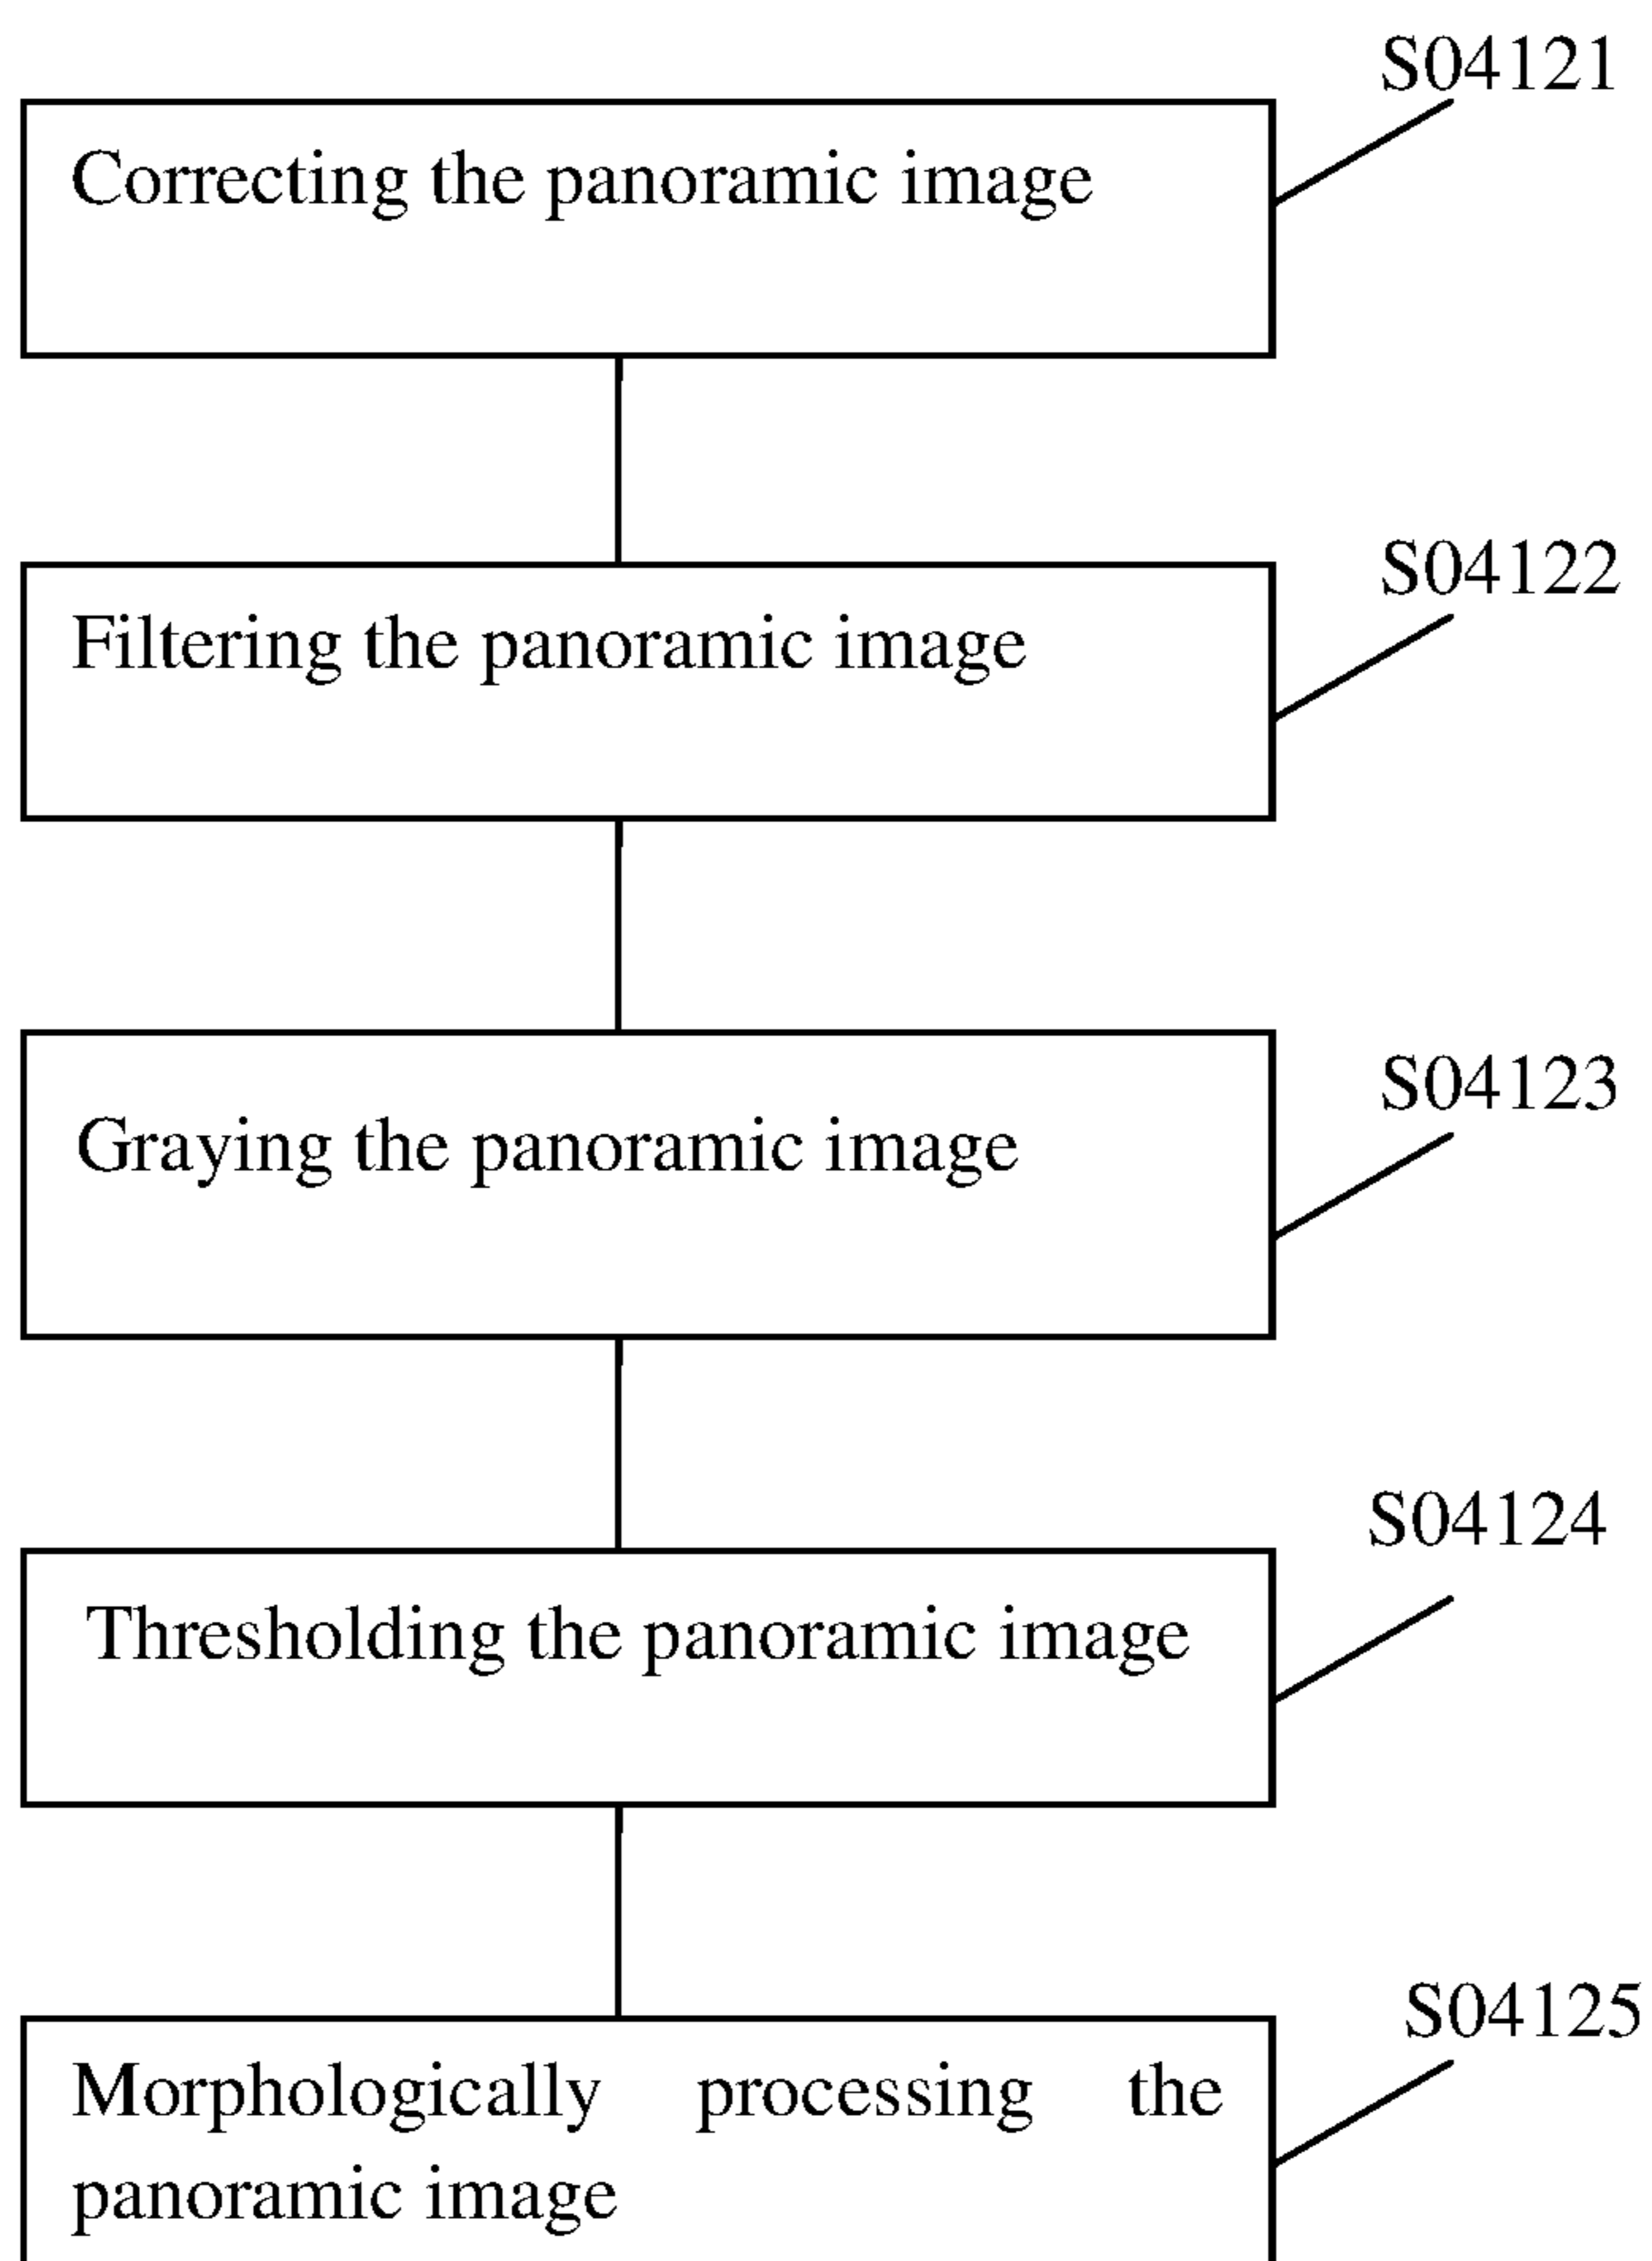 S04121
Correcting the panoramic image
S04122
Filtering the panoramic image
S04123
Graying the panoramic image
S04124
Thresholding the panoramic image
S04125
Morphologically processing the
panoramic image